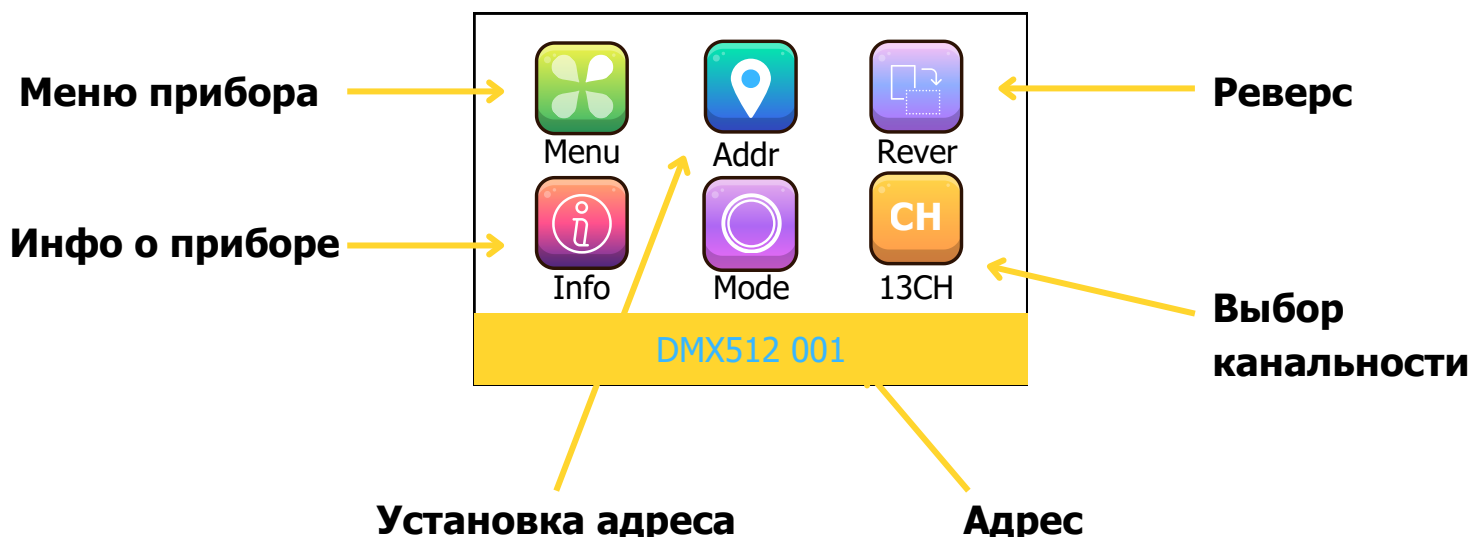 Меню прибора
Menu
Addr
Rever
Реверс
Инфо о приборе
Info
Mode
CH
13CH
Выбор
канальности
DMX512 001
Установка адреса
Адрес